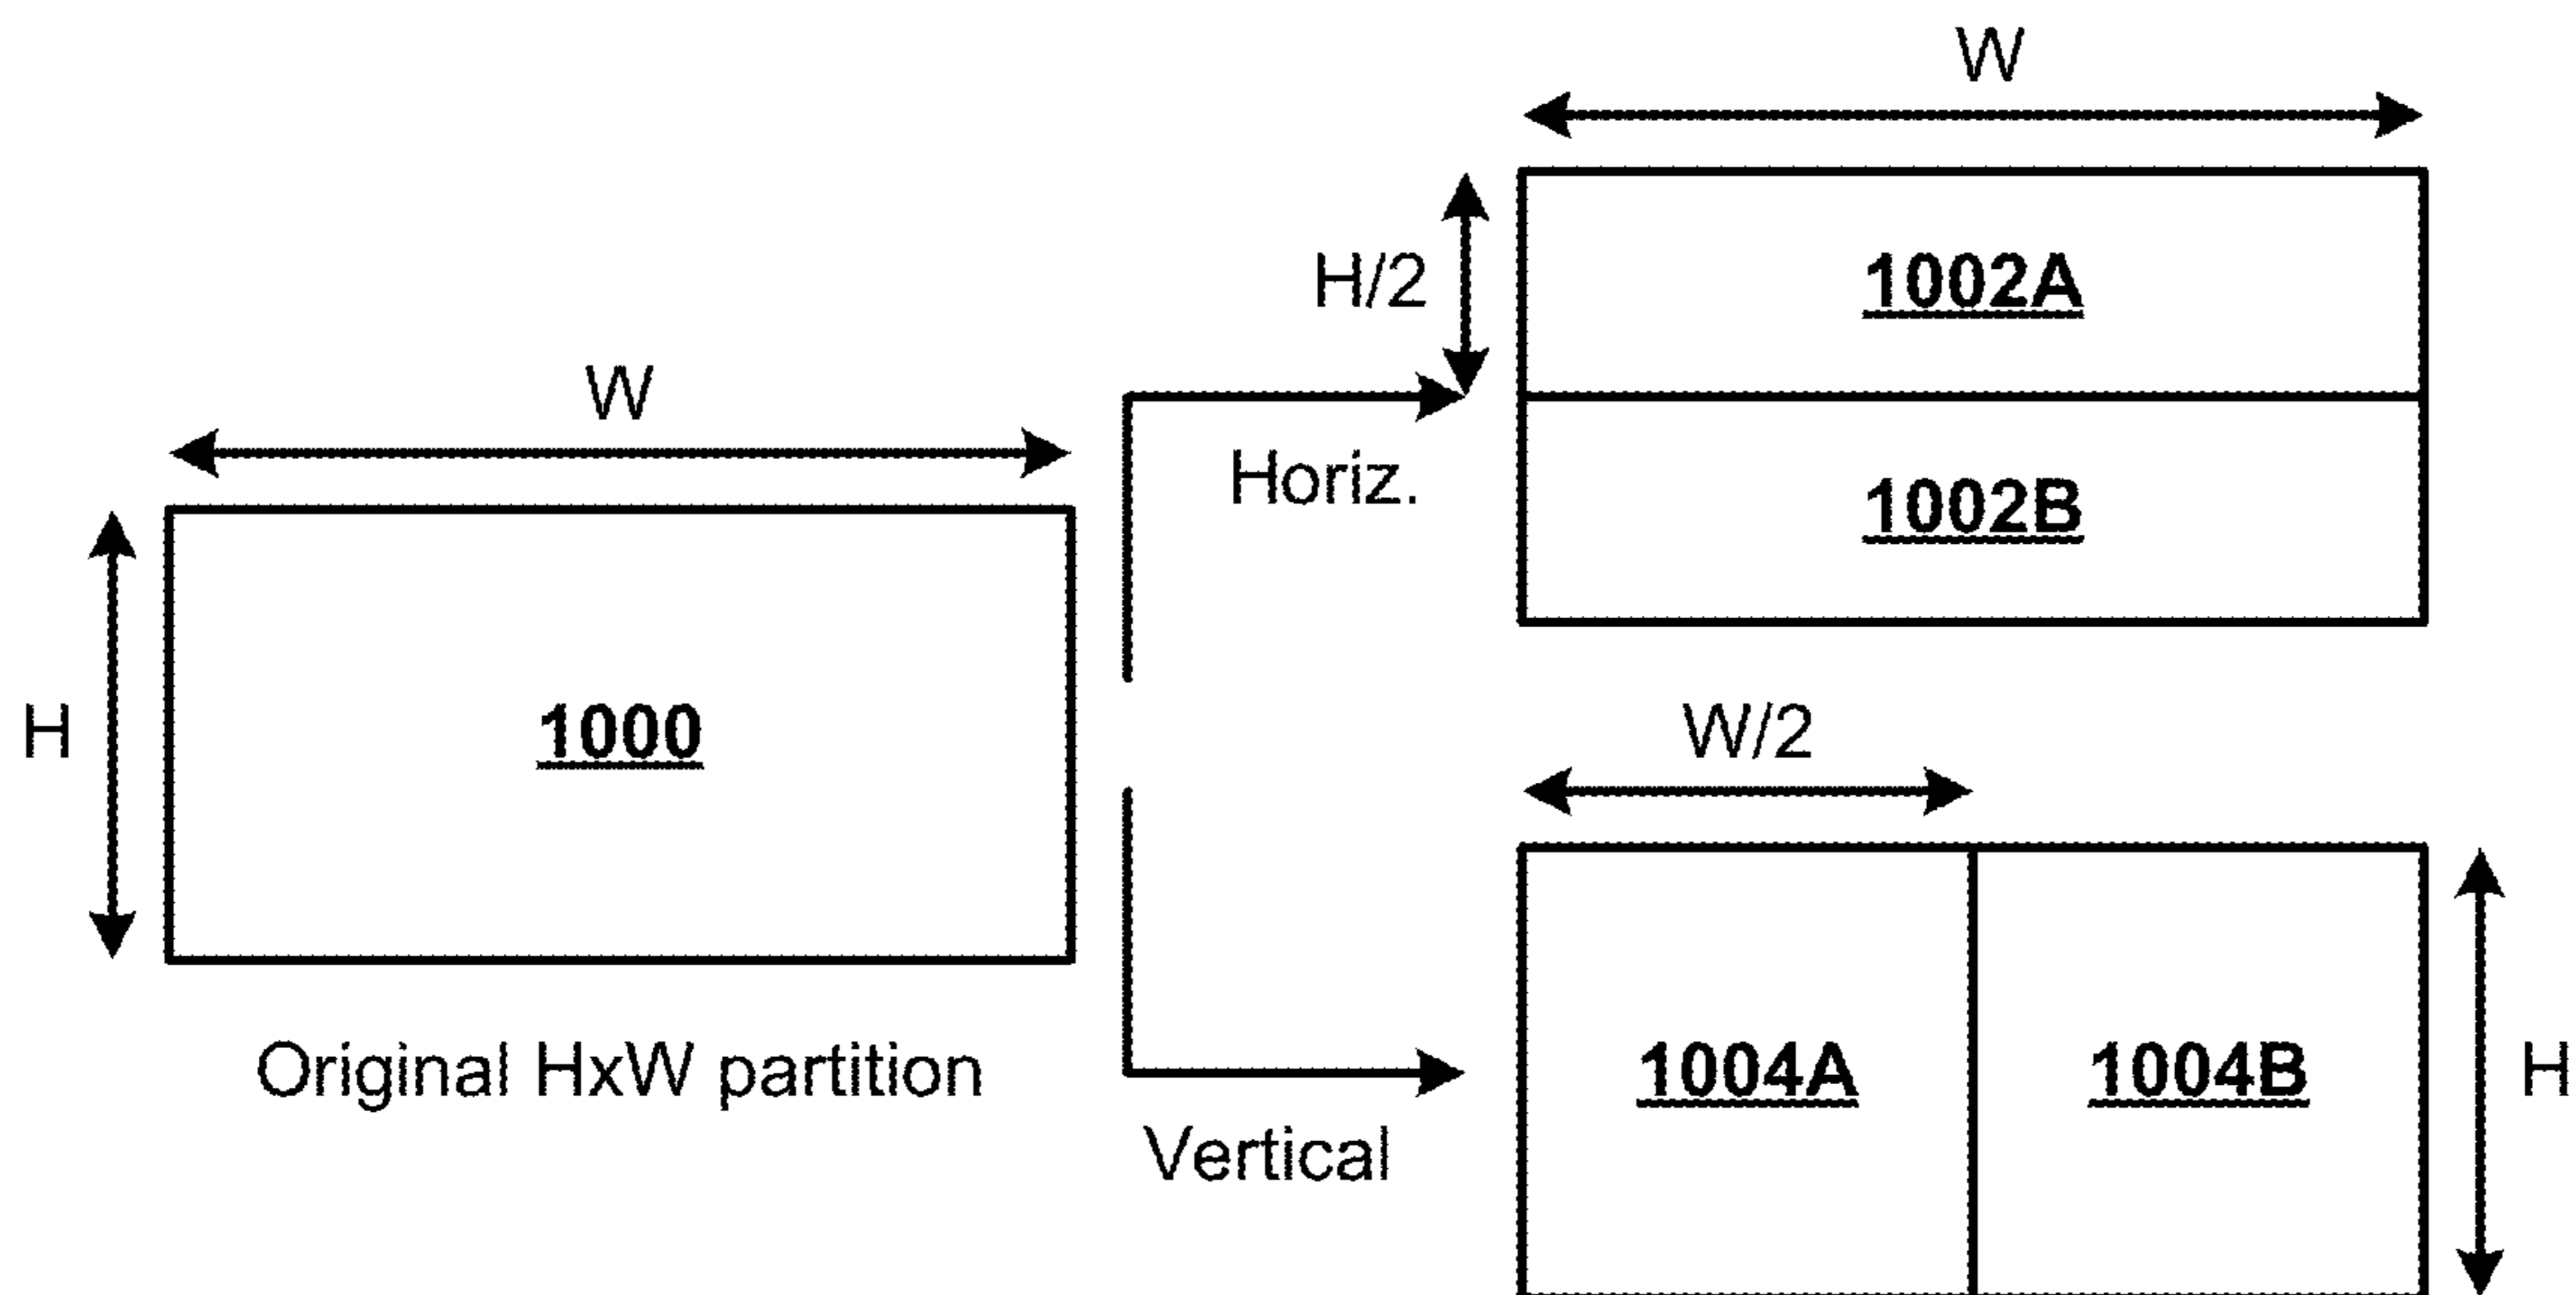 W
H
1000
Original HxW partition
Horiz.
Vertical
W
H/2
1002A
1002B
W/2
1004A
1004B
H